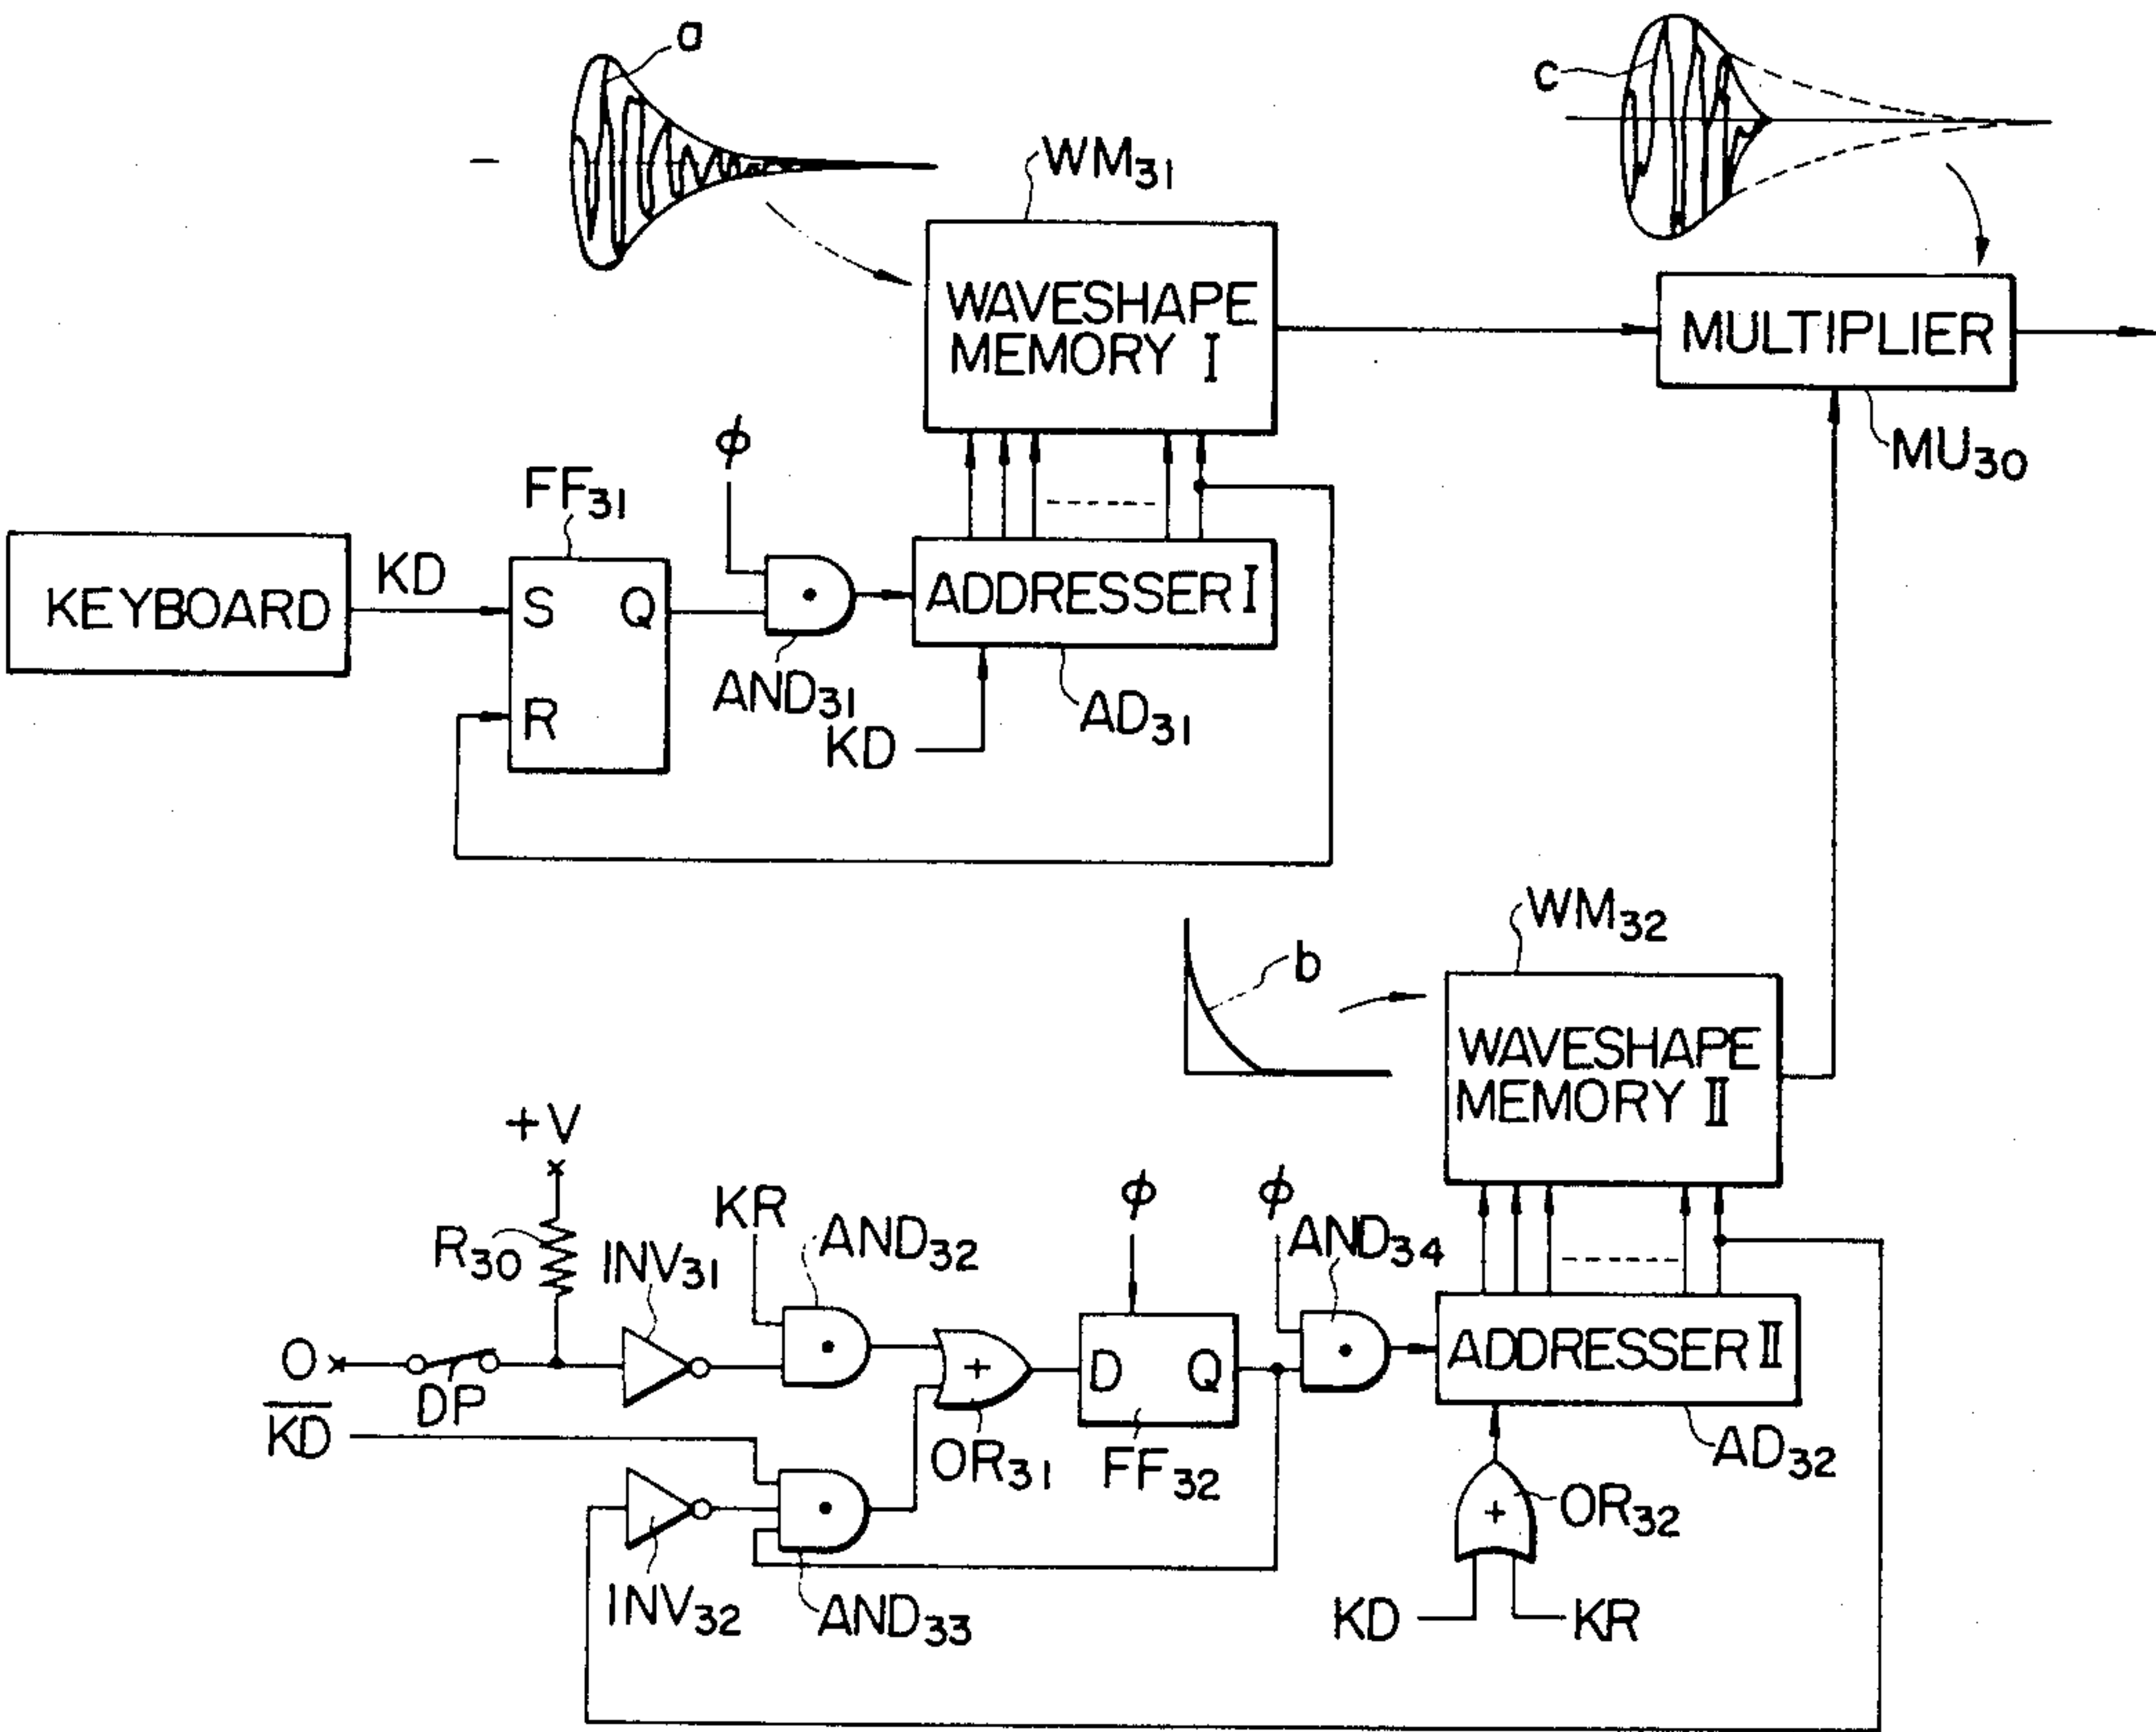 a
c
WM31
WAVESHAPE
MEMORY I
MULTIPLIER
MU30
ϕ
FF31
KEYBOARD
KD
S
Q
R
AND31
ADDRESSER I
KD
AD31
b
WM32
WAVESHAPE
MEMORY II
+V
R30
INV31
KR
AND32
ϕ
ϕ
AND34
O
DP
K̅D̅
OR31
D
Q
FF32
ADDRESSER II
AD32
INV32
AND33
OR32
KD
KR